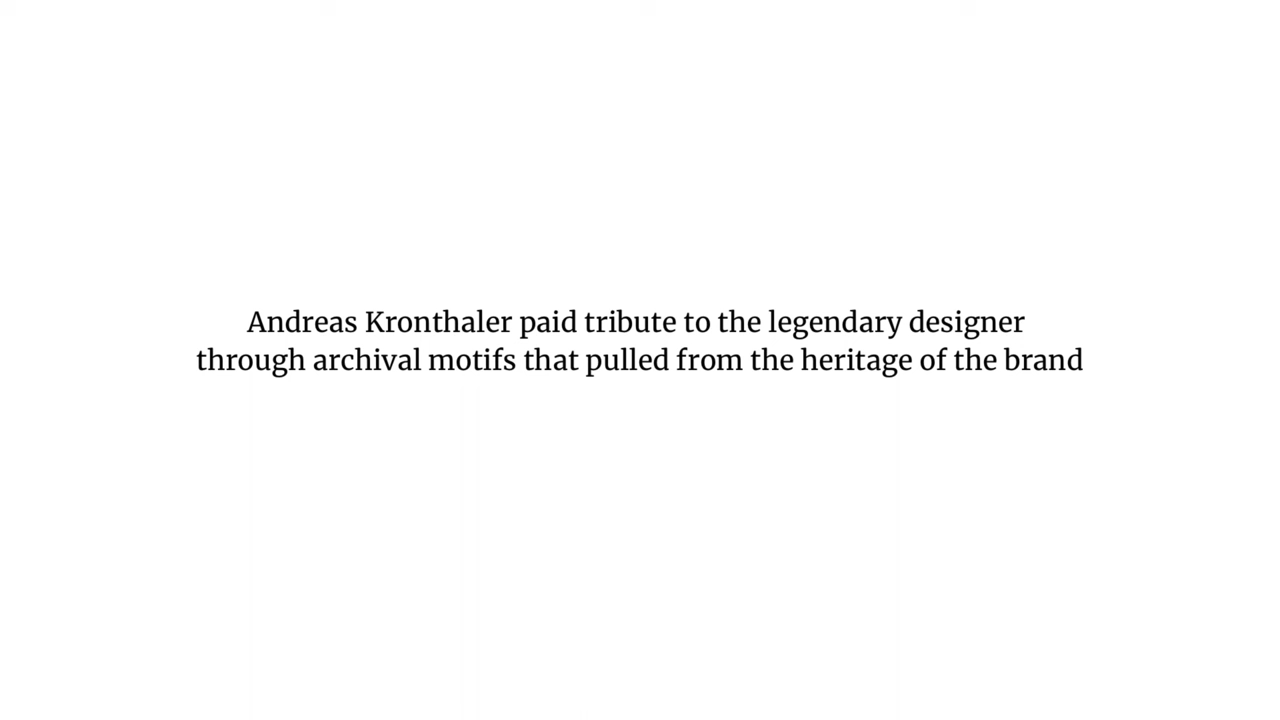 Andreas Kronthaler paid tribute to the legendary designer
through archival motifs that pulled from the heritage of the brand